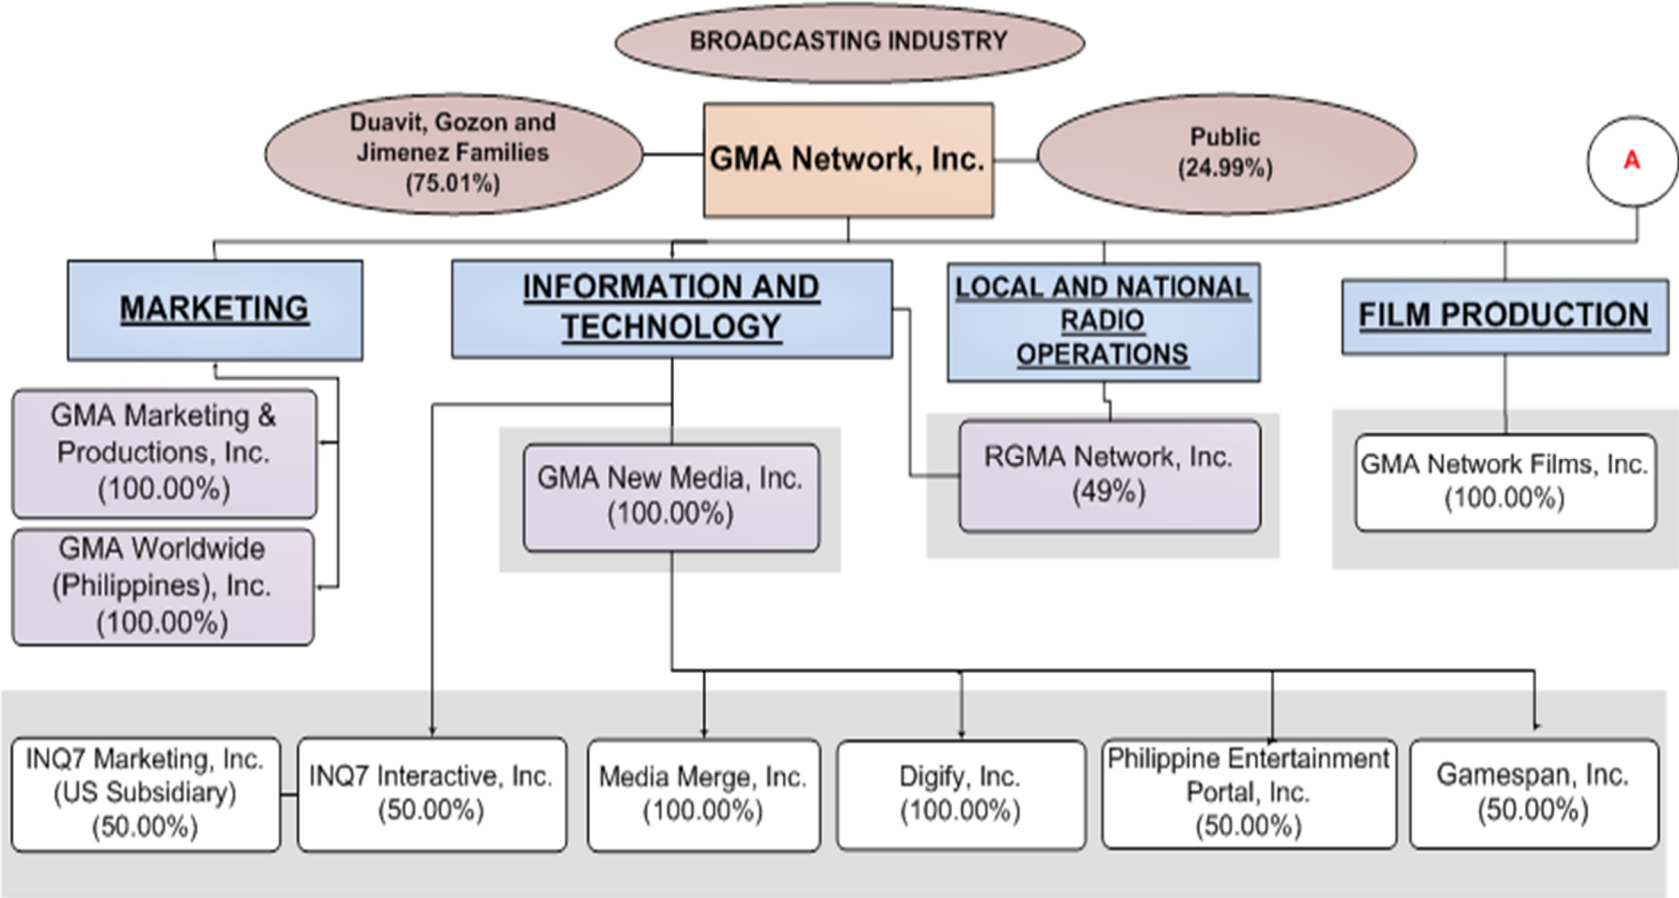 BROADCASTING INDUSTRY
Duavit, Gozon and
Jimenez Families
(75.01%)
GMA Network, Inc.
Public
(24.99%)
A
MARKETING
INFORMATION AND
TECHNOLOGY
LOCAL AND NATIONAL
RADIO
OPERATIONS
FILM PRODUCTION
GMA Marketing &
Productions, Inc.
(100.00%)
GMA Worldwide
(Philippines), Inc.
(100.00%)
GMA New Media, Inc.
(100.00%)
RGMA Network, Inc.
(49%)
GMA Network Films, Inc.
(100.00%)
INQ7 Marketing, Inc.
(US Subsidiary)
(50.00%)
INQ7 Interactive, Inc.
(50.00%)
Media Merge, Inc.
(100.00%)
Digify, Inc.
(100.00%)
Philippine Entertainment
Portal, Inc.
(50.00%)
Gamespan, Inc.
(50.00%)